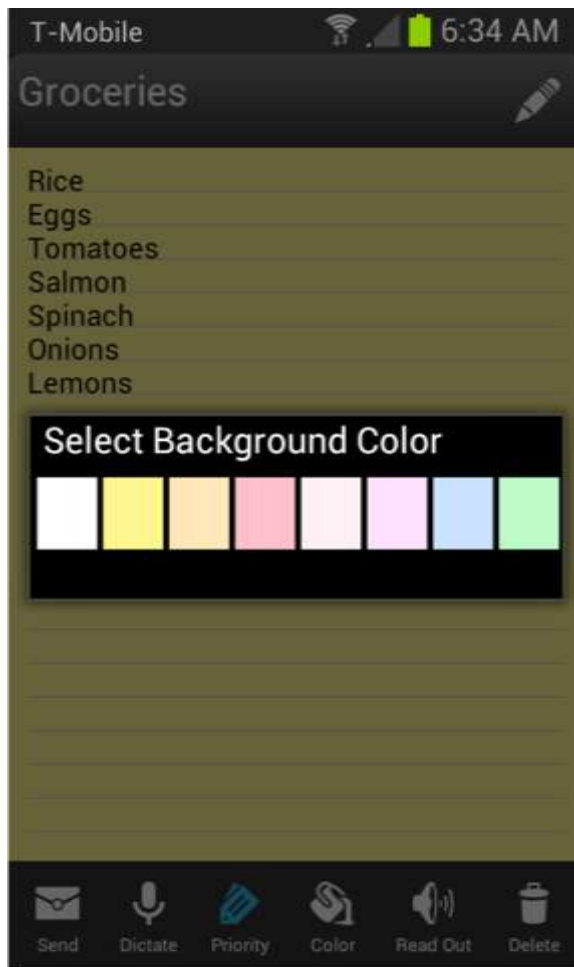 T-Mobile 6:34 AM
Groceries
Rice
Eggs
Tomatoes
Salmon
Spinach
Onions
Lemons
Select Background Color
Send Dictate Priority Color Read Out Delete